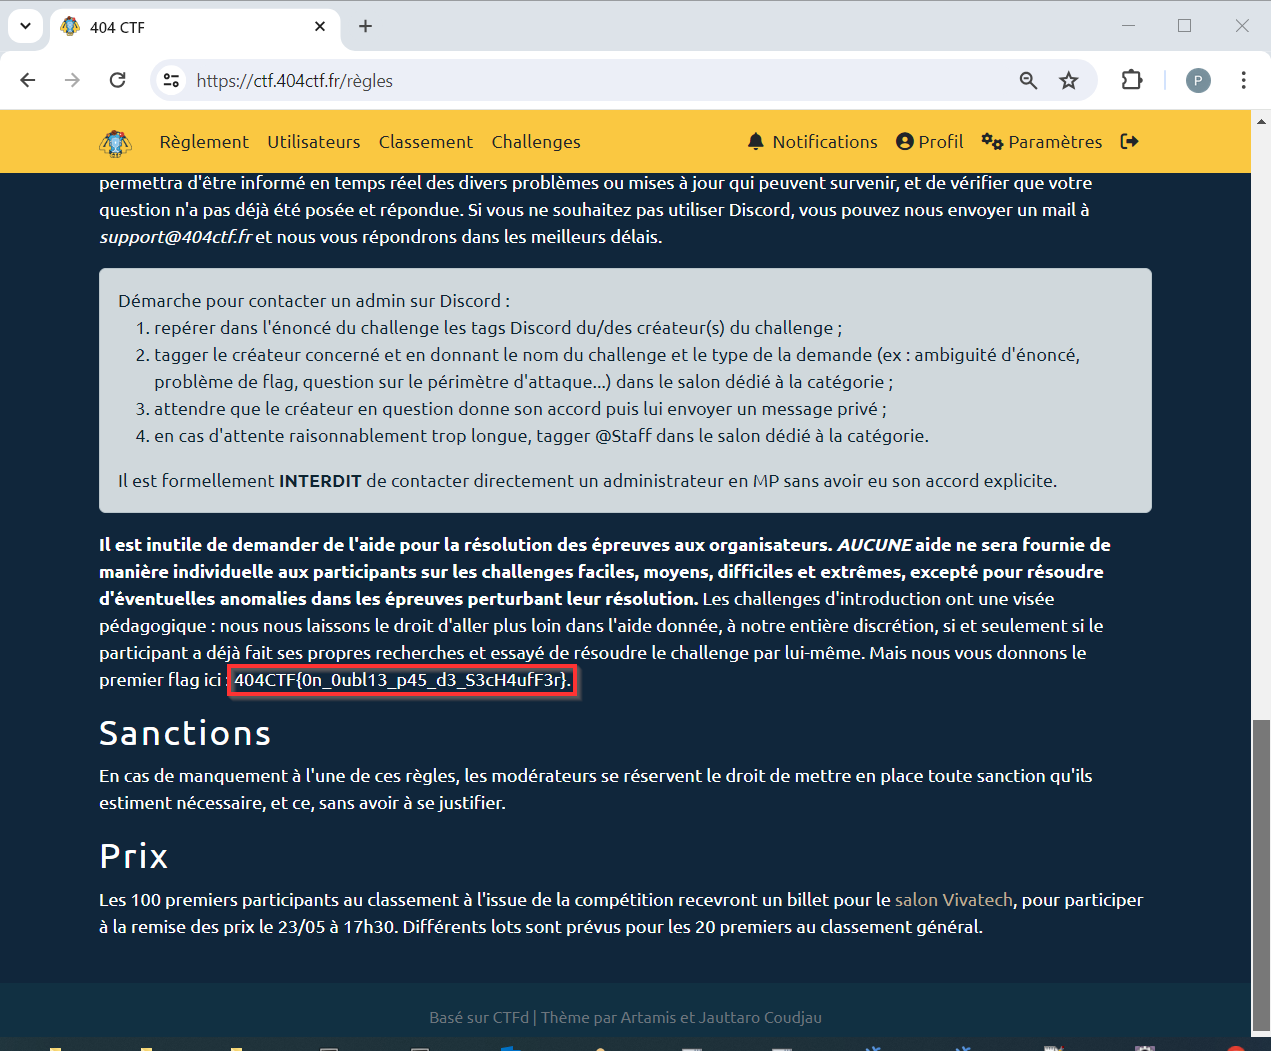 404 CTF
https://ctf.404ctf.fr/règles
P
Règlement Utilisateurs Classement Challenges Notifications Profil Paramètres
permettra d'être informé en temps réel des divers problèmes ou mises à jour qui peuvent survenir, et de vérifier que votre
question n'a pas déjà été posée et répondue. Si vous ne souhaitez pas utiliser Discord, vous pouvez nous envoyer un mail à
support@404ctf.fr et nous vous répondrons dans les meilleurs délais.
Démarche pour contacter un admin sur Discord :
1. repérer dans l'énoncé du challenge les tags Discord du/des créateur(s) du challenge ;
2. tagger le créateur concerné et en donnant le nom du challenge et le type de la demande (ex : ambiguité d'énoncé,
problème de flag, question sur le périmètre d'attaque...) dans le salon dédié à la catégorie ;
3. attendre que le créateur en question donne son accord puis lui envoyer un message privé ;
4. en cas d'attente raisonnablement trop longue, tagger @Staff dans le salon dédié à la catégorie.
Il est formellement INTERDIT de contacter directement un administrateur en MP sans avoir eu son accord explicite.
Il est inutile de demander de l'aide pour la résolution des épreuves aux organisateurs. AUCUNE aide ne sera fournie de
manière individuelle aux participants sur les challenges faciles, moyens, difficiles et extrêmes, excepté pour résoudre
d'éventuelles anomalies dans les épreuves perturbant leur résolution. Les challenges d'introduction ont une visée
pédagogique : nous nous laissons le droit d'aller plus loin dans l'aide donnée, à notre entière discrétion, si et seulement si le
participant a déjà fait ses propres recherches et essayé de résoudre le challenge par lui-même. Mais nous vous donnons le
premier flag ici : 404CTF{0n_0ubl13_p45_d3_S3cH4ufF3r}.
Sanctions
En cas de manquement à l'une de ces règles, les modérateurs se réservent le droit de mettre en place toute sanction qu'ils
estiment nécessaire, et ce, sans avoir à se justifier.
Prix
Les 100 premiers participants au classement à l'issue de la compétition recevront un billet pour le salon Vivatech, pour participer
à la remise des prix le 23/05 à 17h30. Différents lots sont prévus pour les 20 premiers au classement général.
Basé sur CTFd | Thème par Artamis et Jauttaro Coudjau